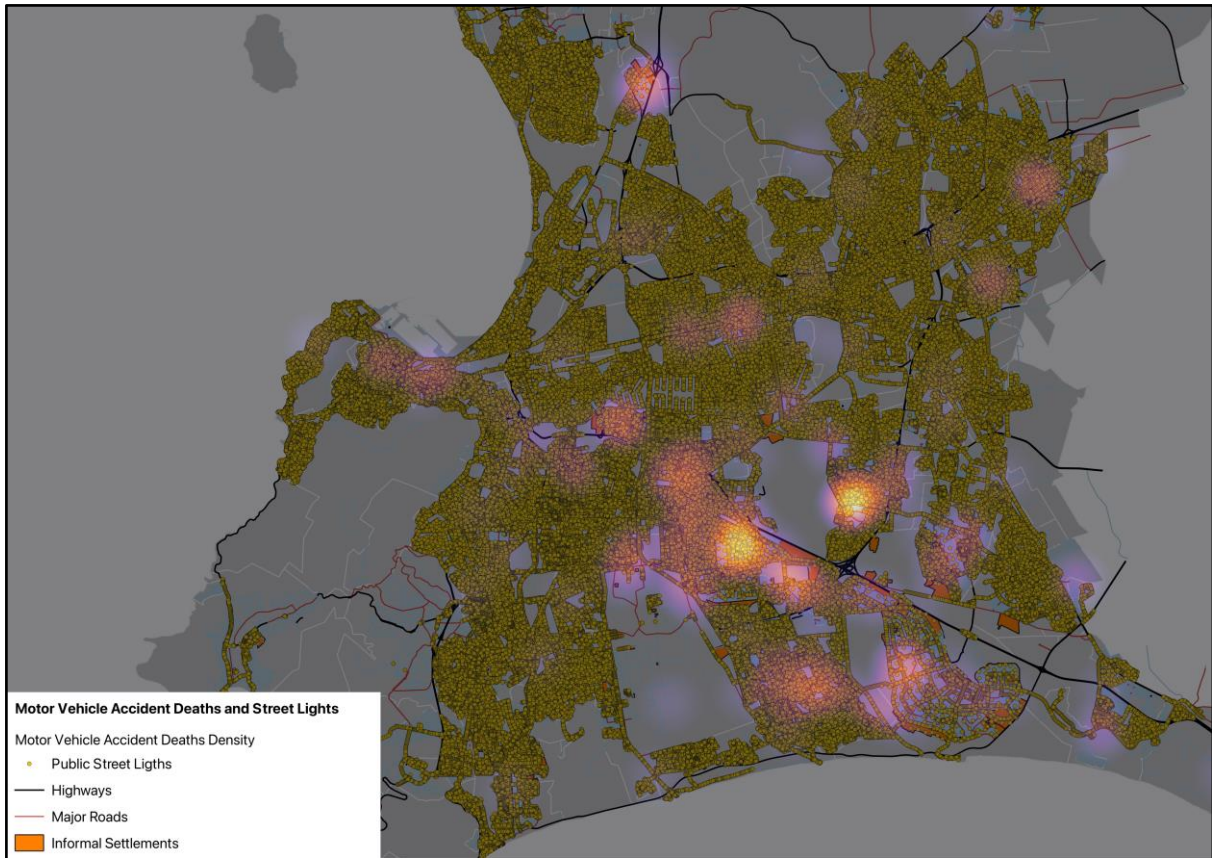 Motor Vehicle Accident Deaths and Street Lights
Motor Vehicle Accident Deaths Density
Public Street Ligths
Highways
Major Roads
Informal Settlements